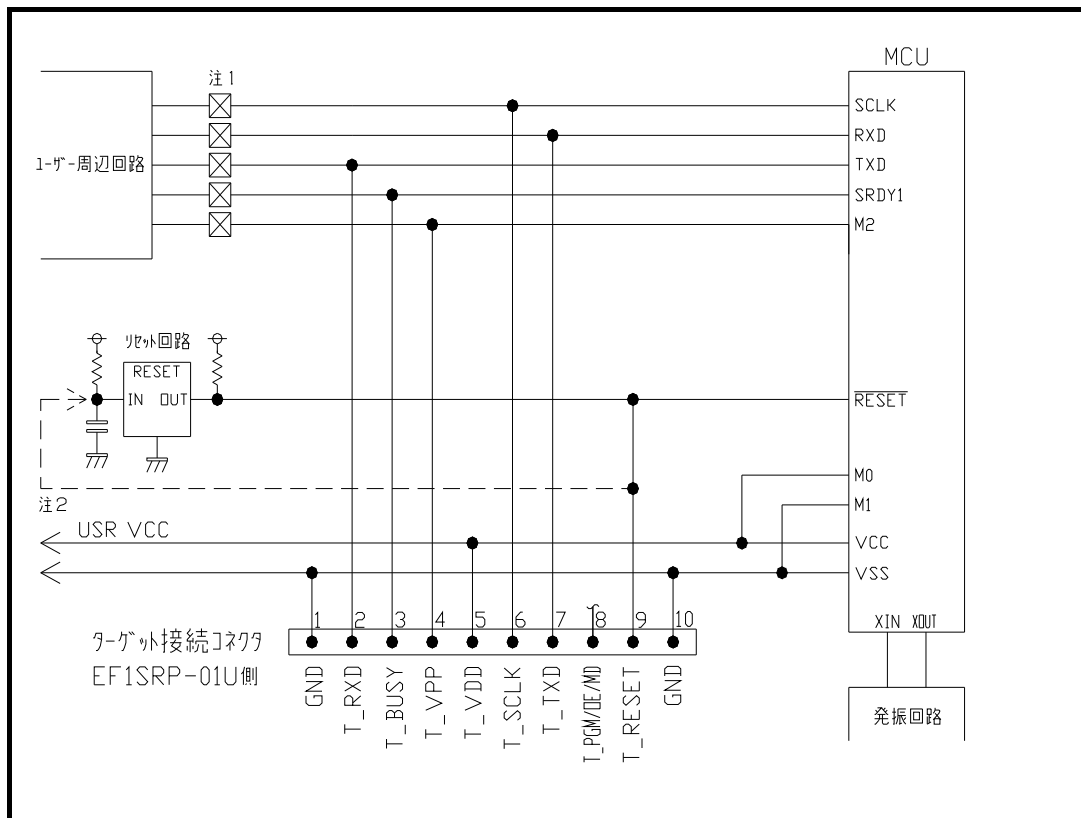 MCU
注1
SCLK
RXD
ﾕｰｻﾞｰ周辺回路
TXD
SRDY1
M2
ﾘｾｯﾄ回路
RESET
IN OUT
RESET
M0
注2
M1
USR VCC
VCC
VSS
1 2 3 4 5 6 7 8 9 10
XIN XOUT
ﾀｰｹﾞｯﾄ接続ｺﾈｸﾀ
EF1SRP-01U側
GND
T_RXD
T_BUSY
T_VPP
T_VDD
T_SCLK
T_TXD
T_PGM/OE/MD
T_RESET
GND
発振回路